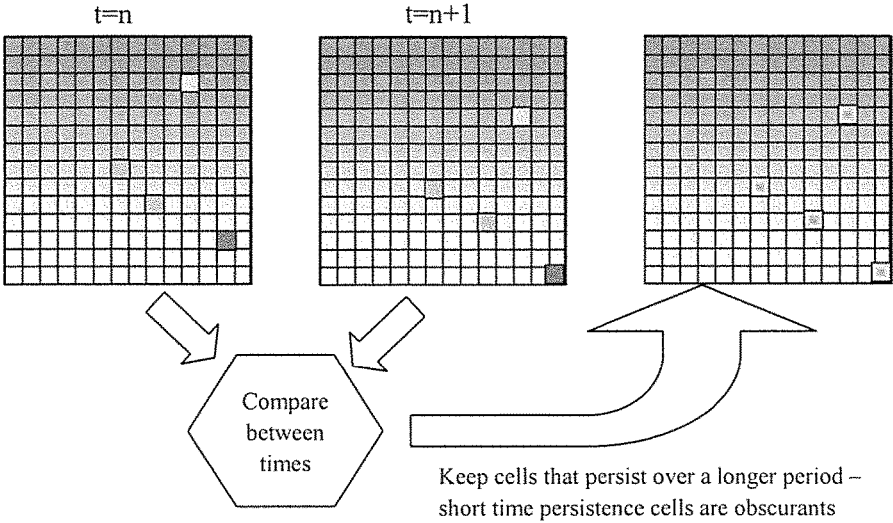 t=n
t=n+1
Compare
between
times
Keep cells that persist over a longer period –
short time persistence cells are obscurants